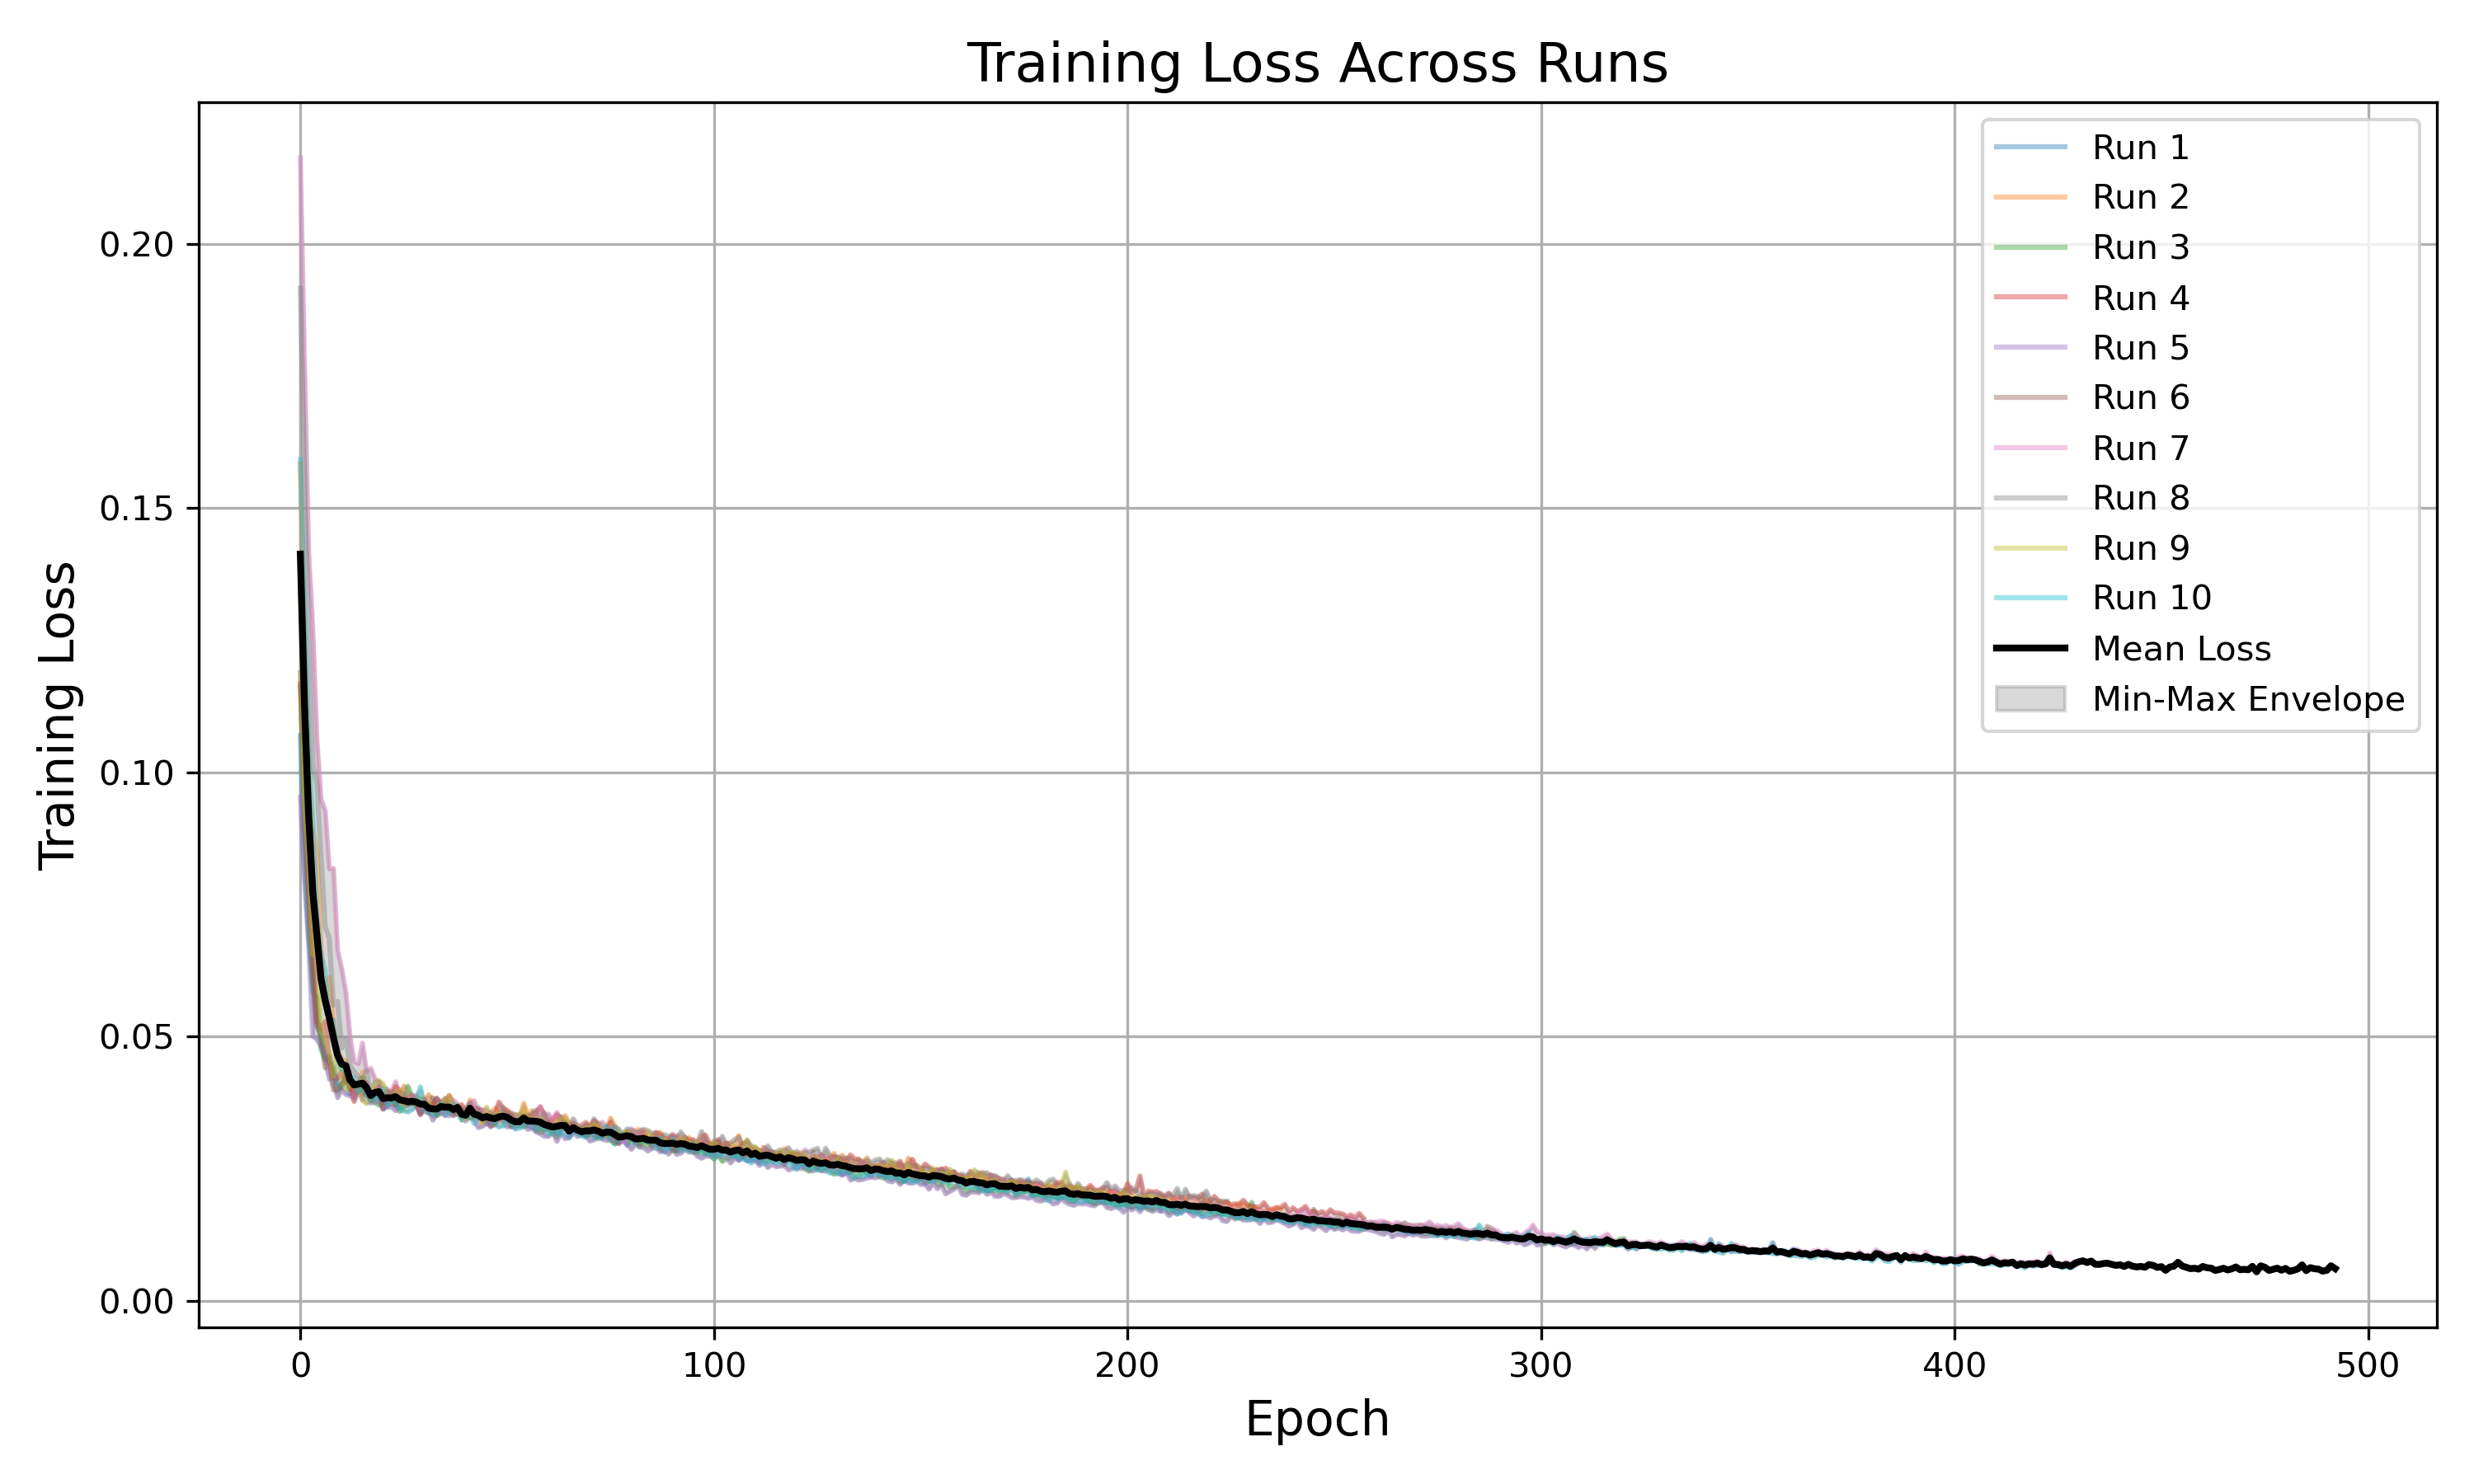 Training Loss Across Runs
Training Loss
0.20
0.15
0.10
0.05
0.00
Run 1
Run 2
Run 3
Run 4
Run 5
Run 6
Run 7
Run 8
Run 9
Run 10
Mean Loss
Min-Max Envelope
0 100 200 300 400 500
Epoch